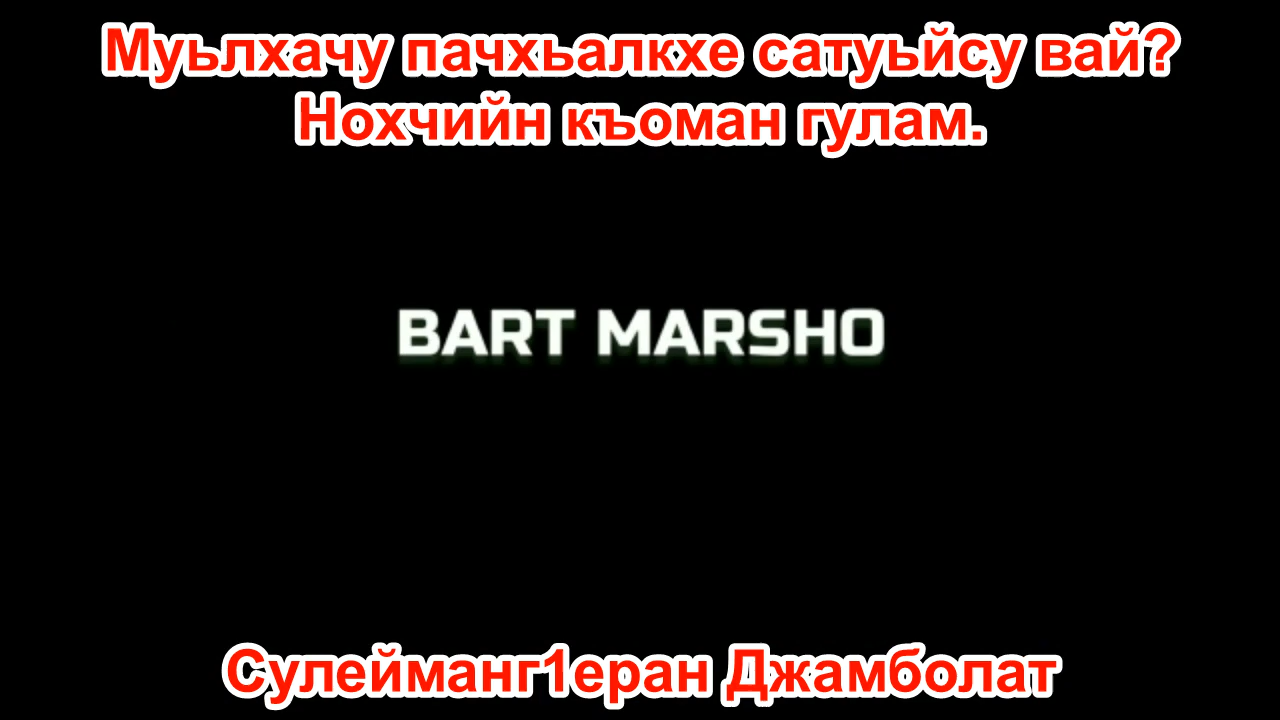 Муьлхачу пачхьалкхе сатуьйсу вай?
Нохчийн къоман гулам.
BART MARSHO
Сулейманг1еран Джамболат